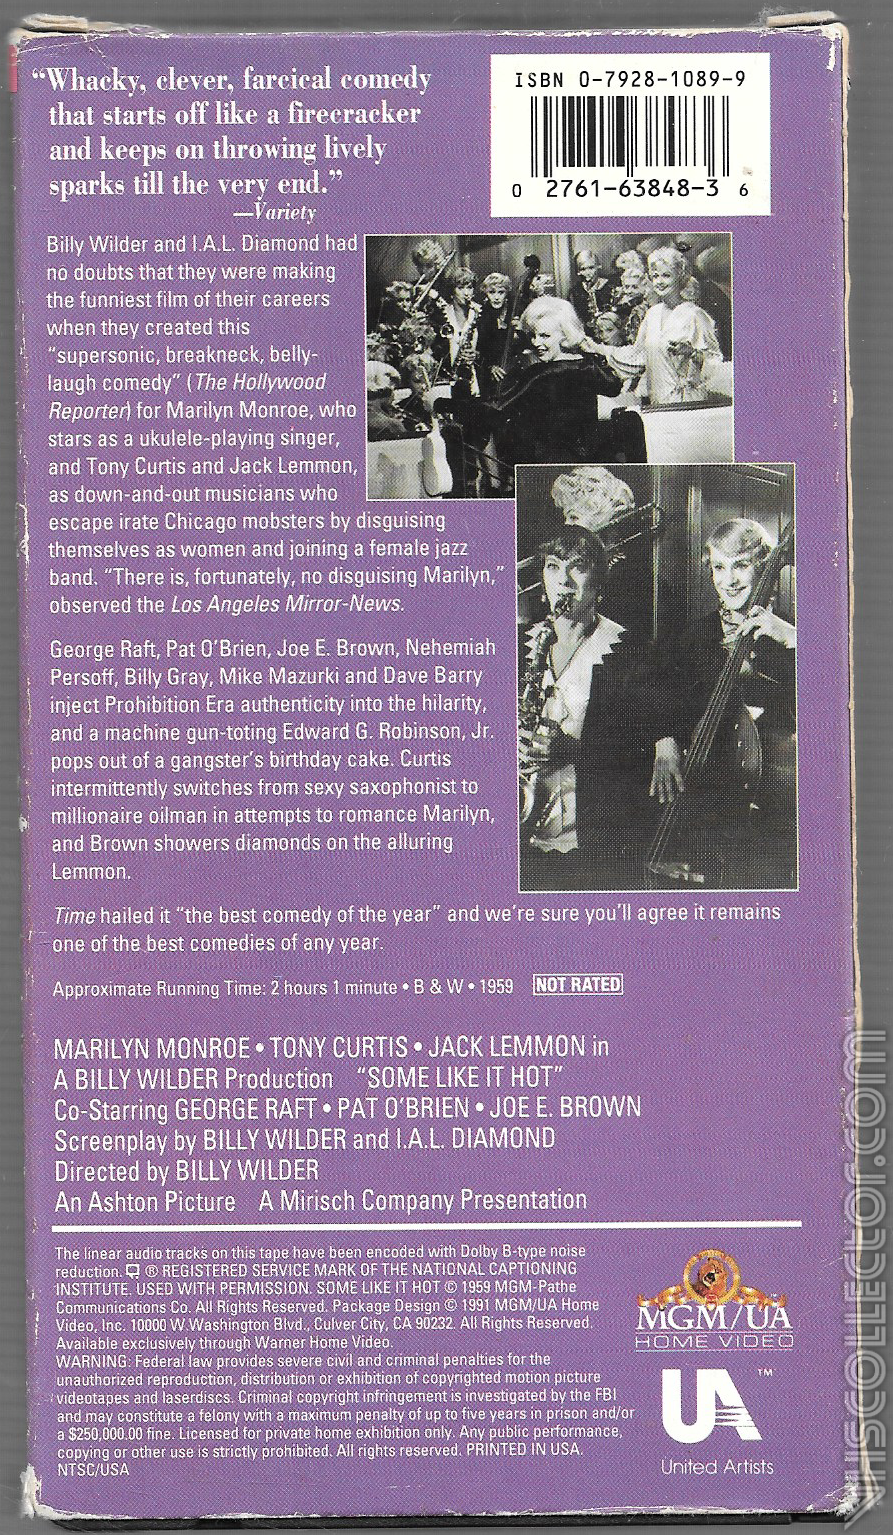 “Whacky, clever, farcical comedy
that starts off like a firecracker
and keeps on throwing lively
sparks till the very end.”
—Variety
ISBN 0-7928-1089-9
0 2761-63848-3 6
Billy Wilder and I.A.L. Diamond had
no doubts that they were making
the funniest film of their careers
when they created this
“supersonic, breakneck, belly-
laugh comedy” (The Hollywood
Reporter) for Marilyn Monroe, who
stars as a ukulele-playing singer,
and Tony Curtis and Jack Lemmon,
as down-and-out musicians who
escape irate Chicago mobsters by disguising
themselves as women and joining a female jazz
band. “There is, fortunately, no disguising Marilyn,”
observed the Los Angeles Mirror-News.
George Raft, Pat O’Brien, Joe E. Brown, Nehemiah
Persoff, Billy Gray, Mike Mazurki and Dave Barry
inject Prohibition Era authenticity into the hilarity,
and a machine gun-toting Edward G. Robinson, Jr.
pops out of a gangster’s birthday cake. Curtis
intermittently switches from sexy saxophonist to
millionaire oilman in attempts to romance Marilyn,
and Brown showers diamonds on the alluring
Lemmon.
Time hailed it “the best comedy of the year” and we’re sure you’ll agree it remains
one of the best comedies of any year.
Approximate Running Time: 2 hours 1 minute • B & W • 1959 NOT RATED
MARILYN MONROE • TONY CURTIS • JACK LEMMON in
A BILLY WILDER Production “SOME LIKE IT HOT”
Co-Starring GEORGE RAFT • PAT O’BRIEN • JOE E. BROWN
Screenplay by BILLY WILDER and I.A.L. DIAMOND
Directed by BILLY WILDER
An Ashton Picture A Mirisch Company Presentation
The linear audio tracks on this tape have been encoded with Dolby B-type noise
reduction. ® REGISTERED SERVICE MARK OF THE NATIONAL CAPTIONING
INSTITUTE. USED WITH PERMISSION. SOME LIKE IT HOT © 1959 MGM-Pathe
Communications Co. All Rights Reserved. Package Design © 1991 MGM/UA Home
Video, Inc. 10000 W.Washington Blvd., Culver City, CA 90232. All Rights Reserved.
Available exclusively through Warner Home Video.
WARNING: Federal law provides severe civil and criminal penalties for the
unauthorized reproduction, distribution or exhibition of copyrighted motion picture
videotapes and laserdiscs. Criminal copyright infringement is investigated by the FBI
and may constitute a felony with a maximum penalty of up to five years in prison and/or
a $250,000.00 fine. Licensed for private home exhibition only. Any public performance,
copying or other use is strictly prohibited. All rights reserved. PRINTED IN USA.
NTSC/USA
MGM/UA
HOME VIDEO
UA™
United Artists
VHSCOLLECTOR.COM